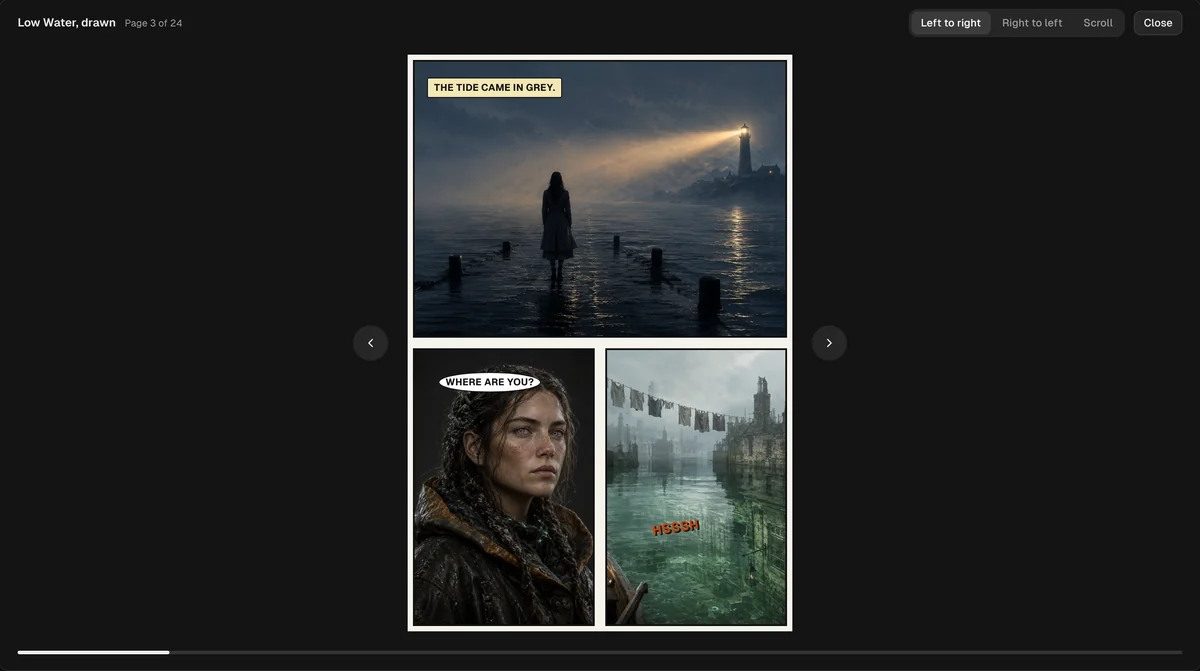 Low Water, drawn Page 3 of 24
Left to right Right to left Scroll Close
THE TIDE CAME IN GREY.
WHERE ARE YOU?
HSSSH